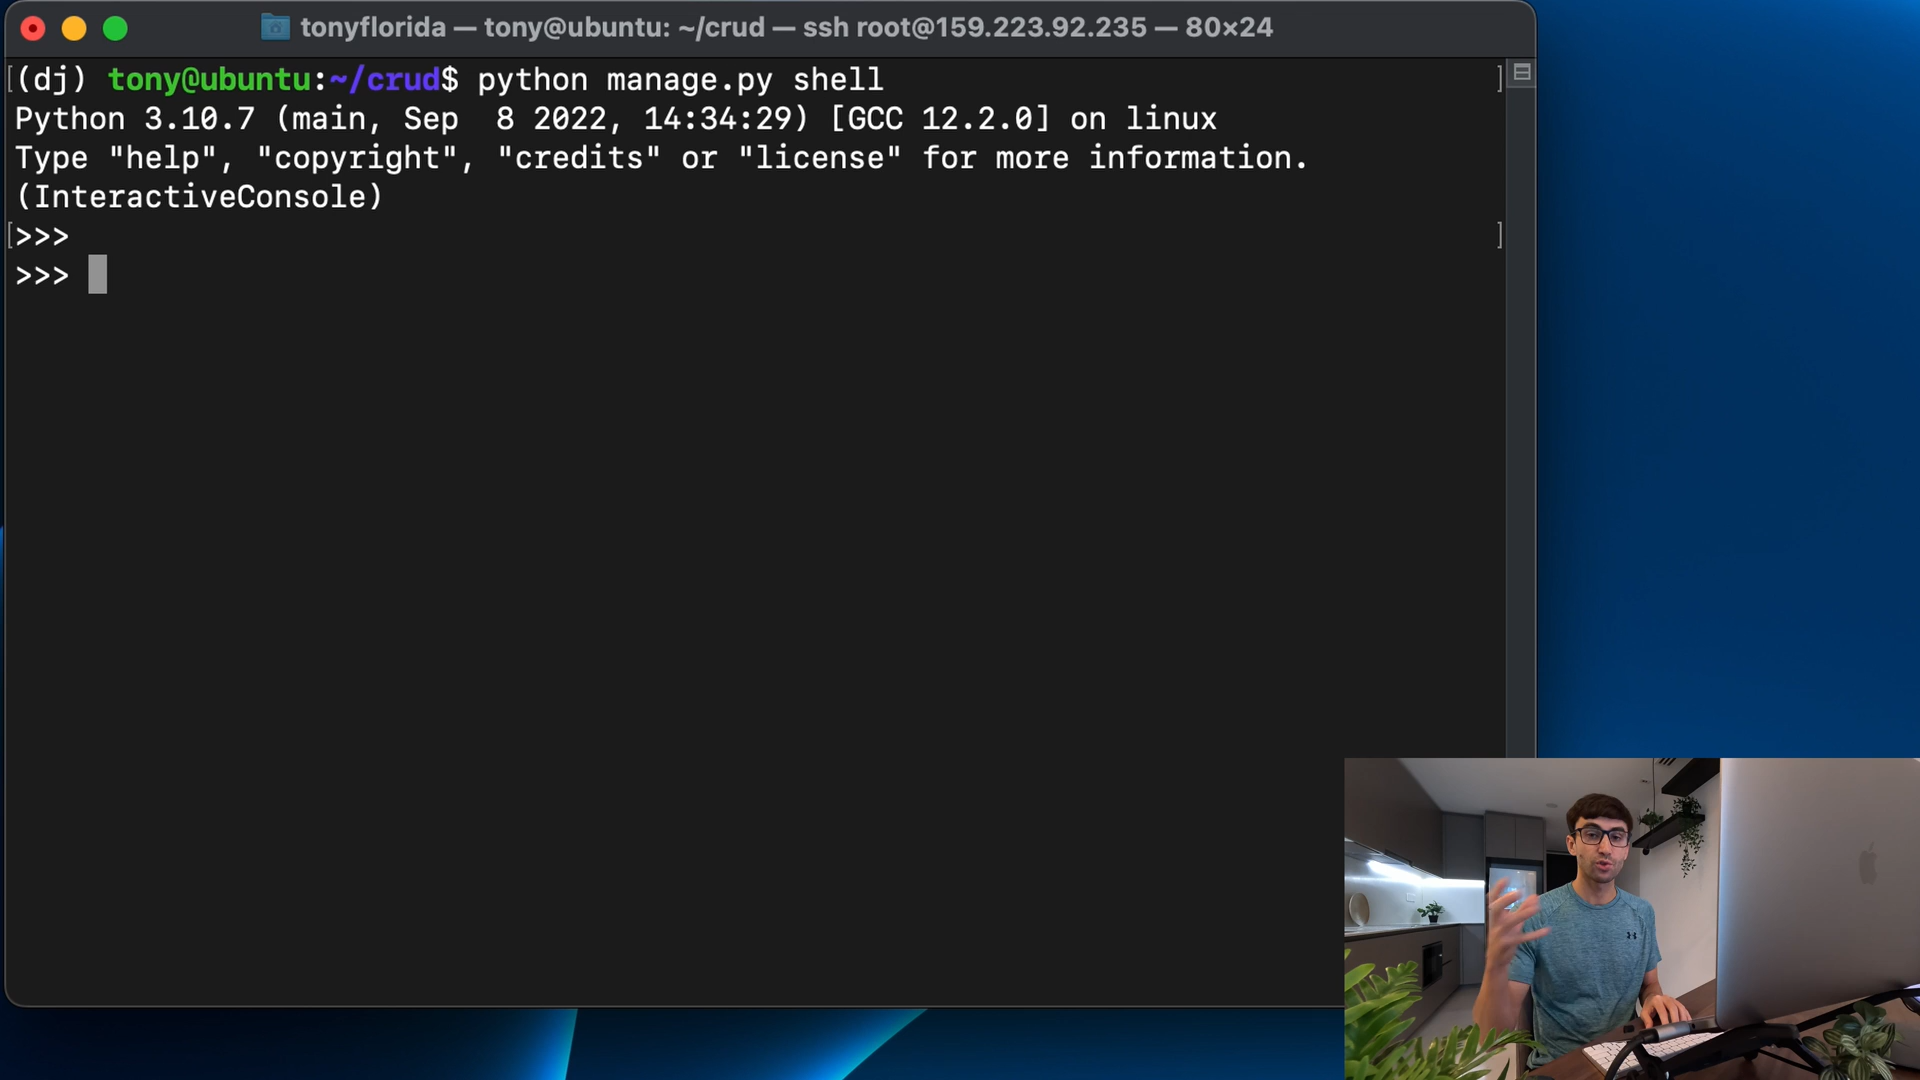 tonyflorida — tony@ubuntu: ~/crud — ssh root@159.223.92.235 — 80×24
[(dj) tony@ubuntu:~/crud$ python manage.py shell ]
Python 3.10.7 (main, Sep  8 2022, 14:34:29) [GCC 12.2.0] on linux
Type "help", "copyright", "credits" or "license" for more information.
(InteractiveConsole)
[>>> ]
>>>